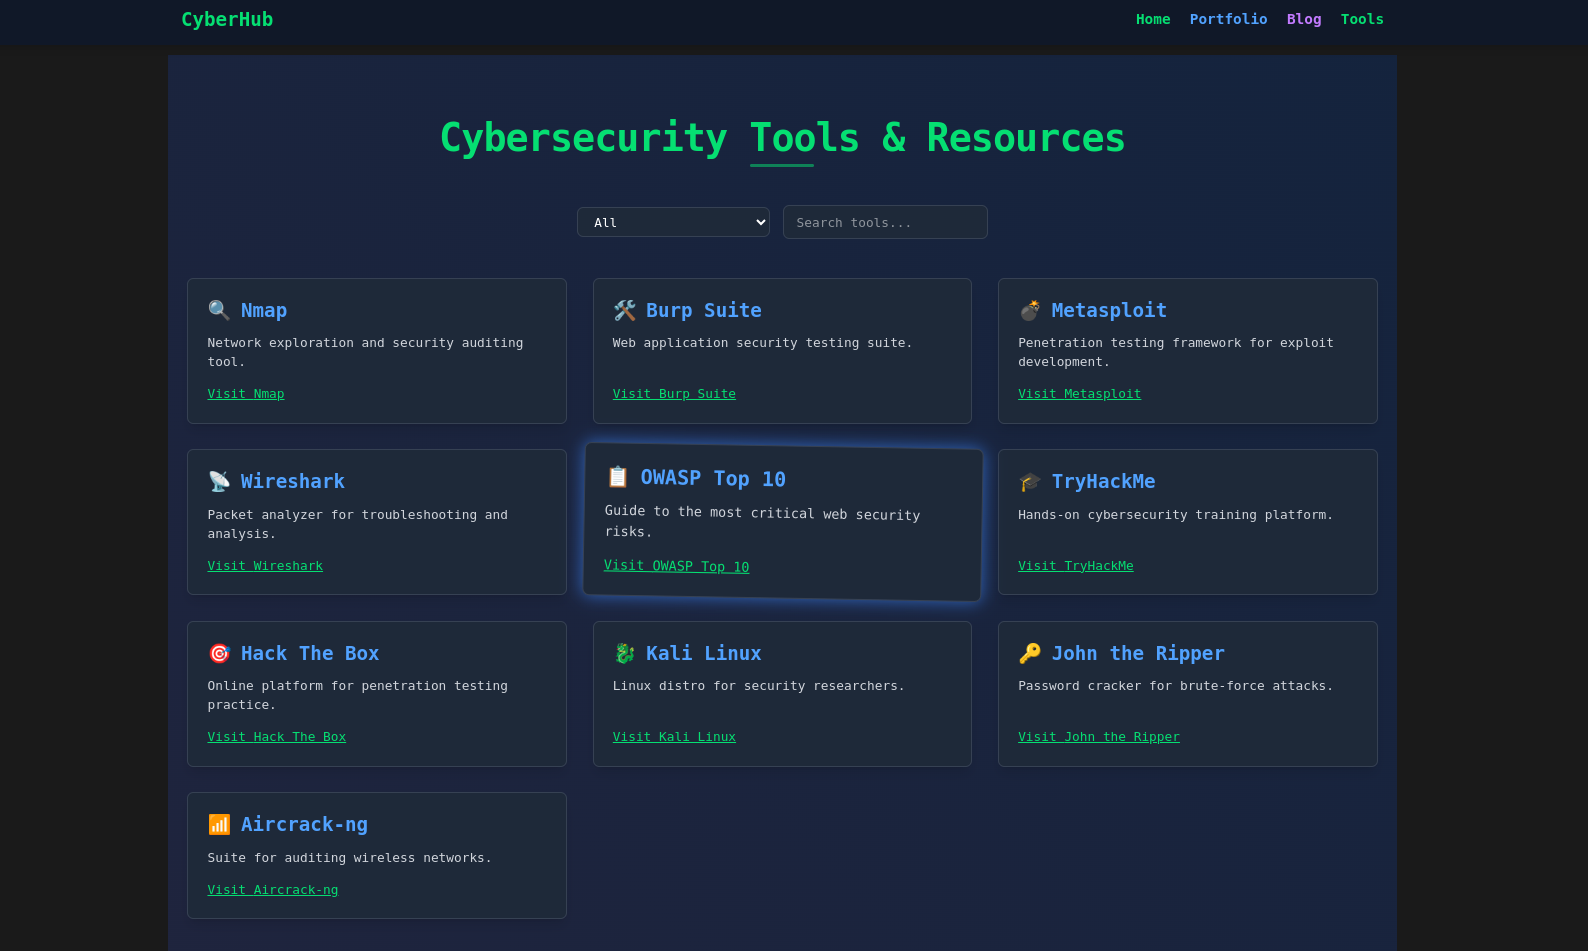 CyberHub
Home Portfolio Blog Tools
Cybersecurity Tools & Resources
All
Search tools...
🔍 Nmap
Network exploration and security auditing
tool.
Visit Nmap
🛠️ Burp Suite
Web application security testing suite.
Visit Burp Suite
💣 Metasploit
Penetration testing framework for exploit
development.
Visit Metasploit
📡 Wireshark
Packet analyzer for troubleshooting and
analysis.
Visit Wireshark
📋 OWASP Top 10
Guide to the most critical web security
risks.
Visit OWASP Top 10
🎓 TryHackMe
Hands-on cybersecurity training platform.
Visit TryHackMe
🎯 Hack The Box
Online platform for penetration testing
practice.
Visit Hack The Box
🐉 Kali Linux
Linux distro for security researchers.
Visit Kali Linux
🔑 John the Ripper
Password cracker for brute-force attacks.
Visit John the Ripper
📶 Aircrack-ng
Suite for auditing wireless networks.
Visit Aircrack-ng